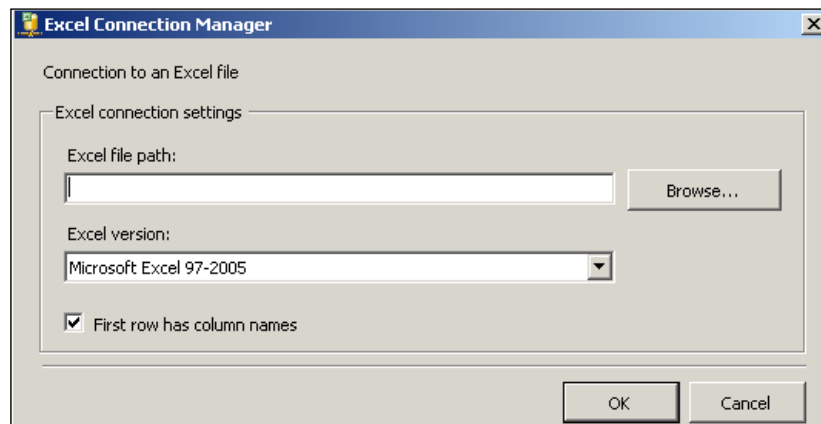 Excel Connection Manager
Connection to an Excel file
Excel connection settings
Excel file path:
Browse...
Excel version:
Microsoft Excel 97-2005
First row has column names
OK Cancel